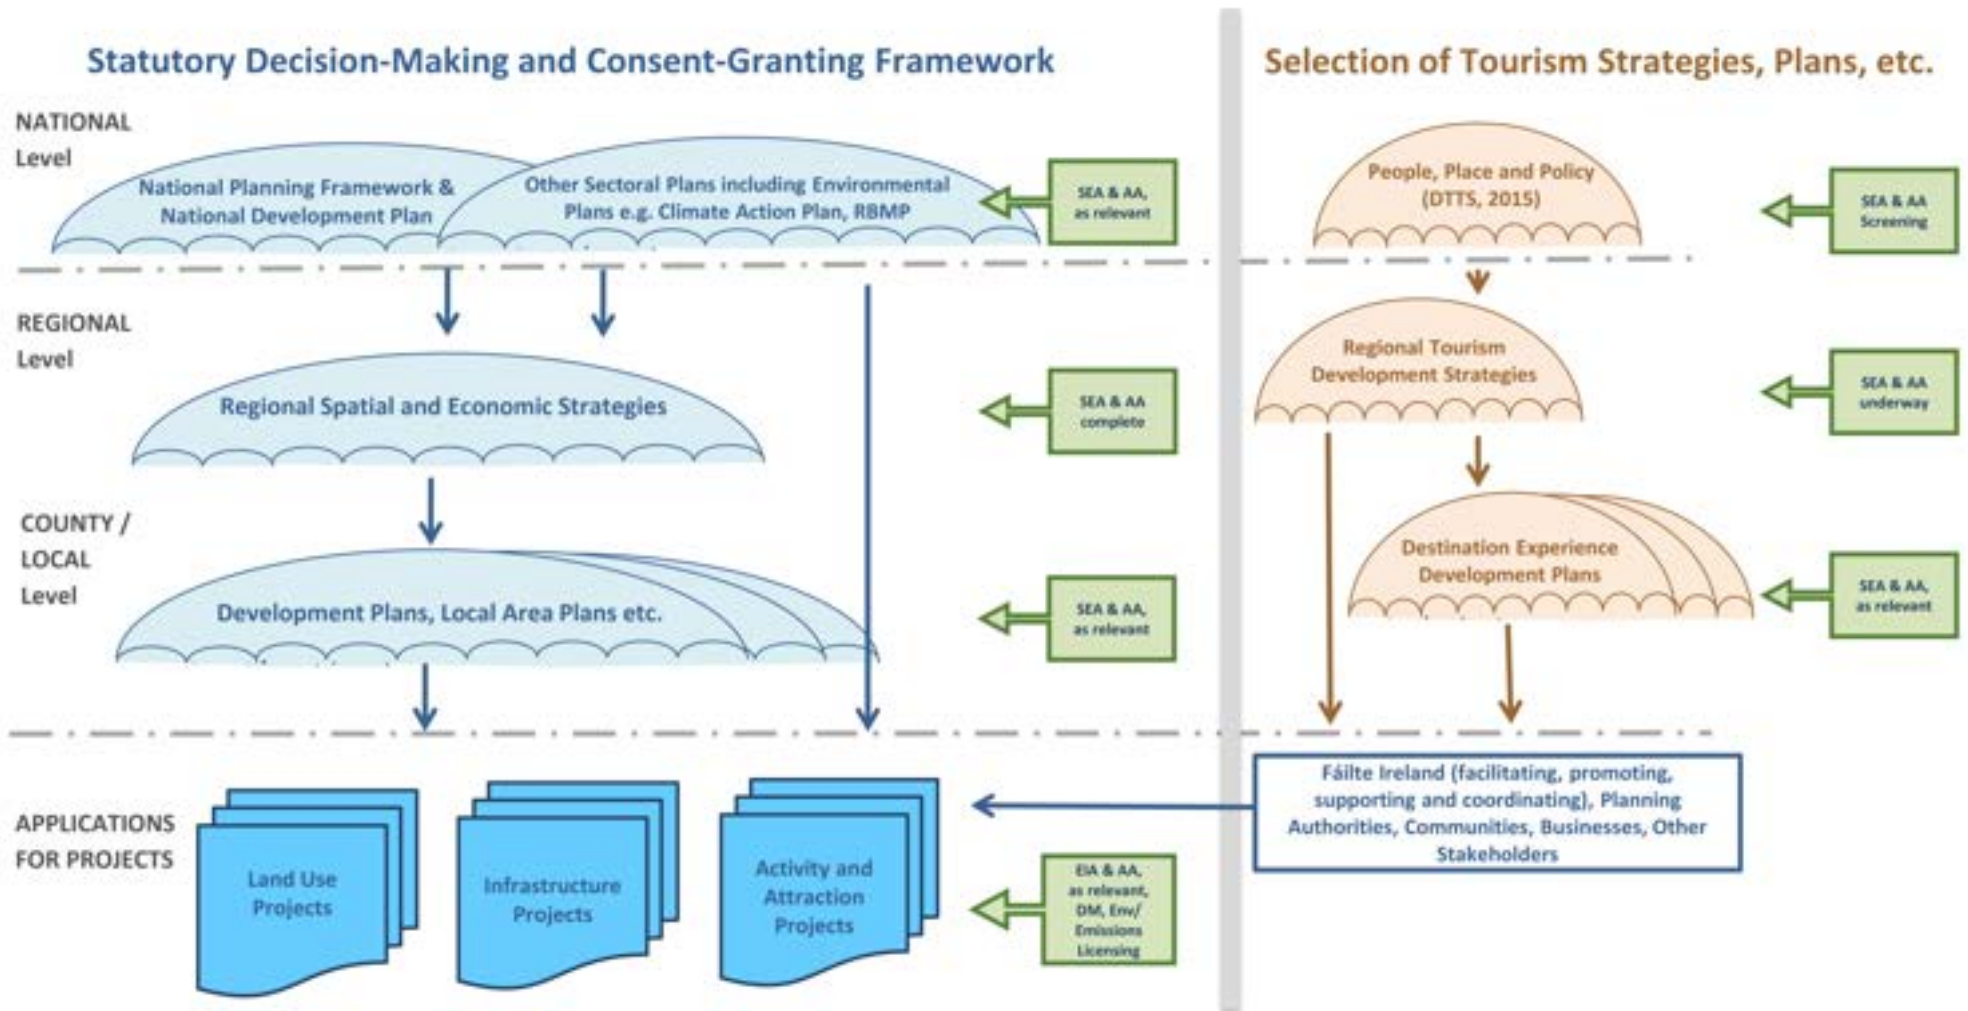 Statutory Decision-Making and Consent-Granting Framework
Selection of Tourism Strategies, Plans, etc.
NATIONAL
Level
National Planning Framework &
National Development Plan
Other Sectoral Plans including Environmental
Plans e.g. Climate Action Plan, RBMP
SEA & AA,
as relevant
People, Place and Policy
(DTTS, 2015)
SEA & AA
Screening
REGIONAL
Level
Regional Spatial and Economic Strategies
SEA & AA
complete
Regional Tourism
Development Strategies
SEA & AA
underway
COUNTY /
LOCAL
Level
Development Plans, Local Area Plans etc.
SEA & AA,
as relevant
Destination Experience
Development Plans
SEA & AA,
as relevant
APPLICATIONS
FOR PROJECTS
Land Use
Projects
Infrastructure
Projects
Activity and
Attraction
Projects
EIA & AA,
as relevant,
DM, Env/
Emissions
Licensing
Fáilte Ireland (facilitating, promoting,
supporting and coordinating), Planning
Authorities, Communities, Businesses, Other
Stakeholders